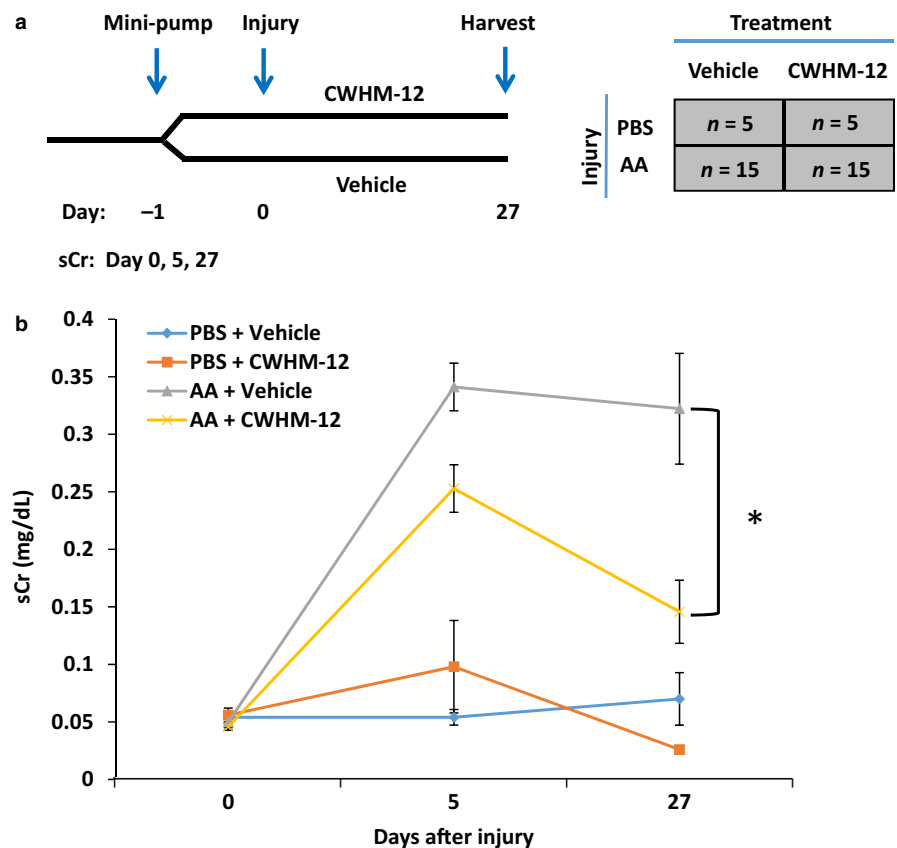 a
Mini-pump Injury Harvest
CWHM-12
Vehicle
Day: –1 0 27
sCr: Day 0, 5, 27
Treatment
Vehicle CWHM-12
Injury
PBS n = 5 n = 5
AA n = 15 n = 15
b
PBS + Vehicle
PBS + CWHM-12
AA + Vehicle
AA + CWHM-12
sCr (mg/dL)
0.4
0.35
0.3
0.25
0.2
0.15
0.1
0.05
0
*
0 5 27
Days after injury